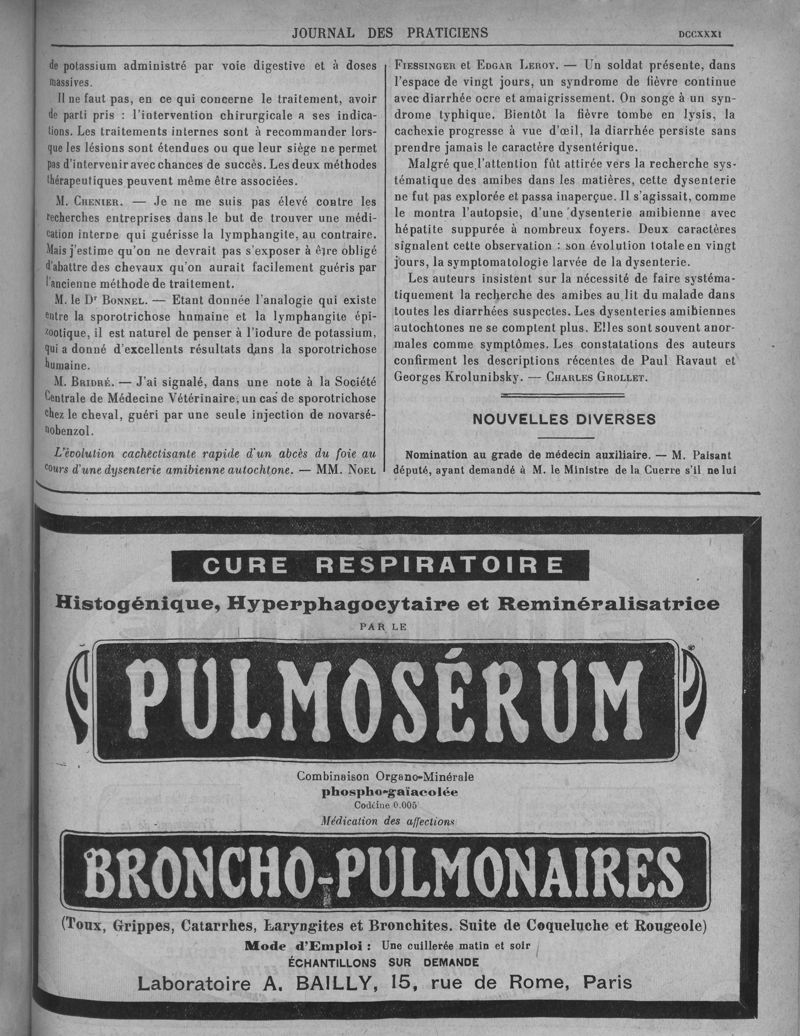 JOURNAL DES PRATICIENS
DCCXXXI
de potassium administré par voie digestive et à doses
massives.
Il ne faut pas, en ce qui concerne le traitement, avoir
de parti pris : l'intervention chirurgicale a ses indica-
tions. Les traitements internes sont à recommander lors-
que les lésions sont étendues ou que leur siège ne permet
pas d'intervenir avec chances de succès. Les deux méthodes
thérapeutiques peuvent même être associées.
M. CHENIER. — Je ne me suis pas élevé contre les
recherches entreprises dans le but de trouver une médi-
cation interne qui guérisse la lymphangite, au contraire.
Mais j'estime qu'on ne devrait pas s'exposer à être obligé
d'abattre des chevaux qu'on aurait facilement guéris par
l'ancienne méthode de traitement.
M. le Dr BONNEL. — Etant donnée l'analogie qui existe
entre la sporotrichose humaine et la lymphangite épi-
zootique, il est naturel de penser à l'iodure de potassium,
qui a donné d'excellents résultats dans la sporotrichose
humaine.
M. BRIDRÉ. — J'ai signalé, dans une note à la Société
Centrale de Médecine Vétérinaire, un cas de sporotrichose
chez le cheval, guéri par une seule injection de novarsé-
nobenzol.
L'évolution cachectisante rapide d'un abcès du foie au
cours d'une dysenterie amibienne autochtone. — MM. NOEL
FIESSINGER et EDGAR LEROY. — Un soldat présente, dans
l'espace de vingt jours, un syndrome de fièvre continue
avec diarrhée ocre et amaigrissement. On songe à un syn-
drome typhique. Bientôt la fièvre tombe en lysis, la
cachexie progresse à vue d'œil, la diarrhée persiste sans
prendre jamais le caractère dysentérique.
Malgré que l'attention fût attirée vers la recherche sys-
tématique des amibes dans les matières, cette dysenterie
ne fut pas explorée et passa inaperçue. Il s'agissait, comme
le montra l'autopsie, d'une dysenterie amibienne avec
hépatite suppurée à nombreux foyers. Deux caractères
signalent cette observation : son évolution totale en vingt
jours, la symptomatologie larvée de la dysenterie.
Les auteurs insistent sur la nécessité de faire systéma-
tiquement la recherche des amibes au lit du malade dans
toutes les diarrhées suspectes. Les dysenteries amibiennes
autochtones ne se comptent plus. Elles sont souvent anor-
males comme symptômes. Les constatations des auteurs
confirment les descriptions récentes de Paul Ravaut et
Georges Krolunibsky. — CHARLES GROLLET.
NOUVELLES DIVERSES
Nomination au grade de médecin auxiliaire. — M. Paisant
député, ayant demandé à M. le Ministre de la Guerre s'il ne lui
CURE RESPIRATOIRE
Histogénique, Hyperphagocytaire et Reminéralisatrice
PAR LE
PULMOSÉRUM
Combinaison Organo-Minérale
phospho-gaïacolée
Codéine 0.005
Médication des affections
BRONCHO-PULMONAIRES
(Toux, Grippes, Catarrhes, Laryngites et Bronchites. Suite de Coqueluche et Rougeole)
Mode d'Emploi : Une cuillerée matin et soir
ÉCHANTILLONS SUR DEMANDE
Laboratoire A. BAILLY, 15, rue de Rome, Paris